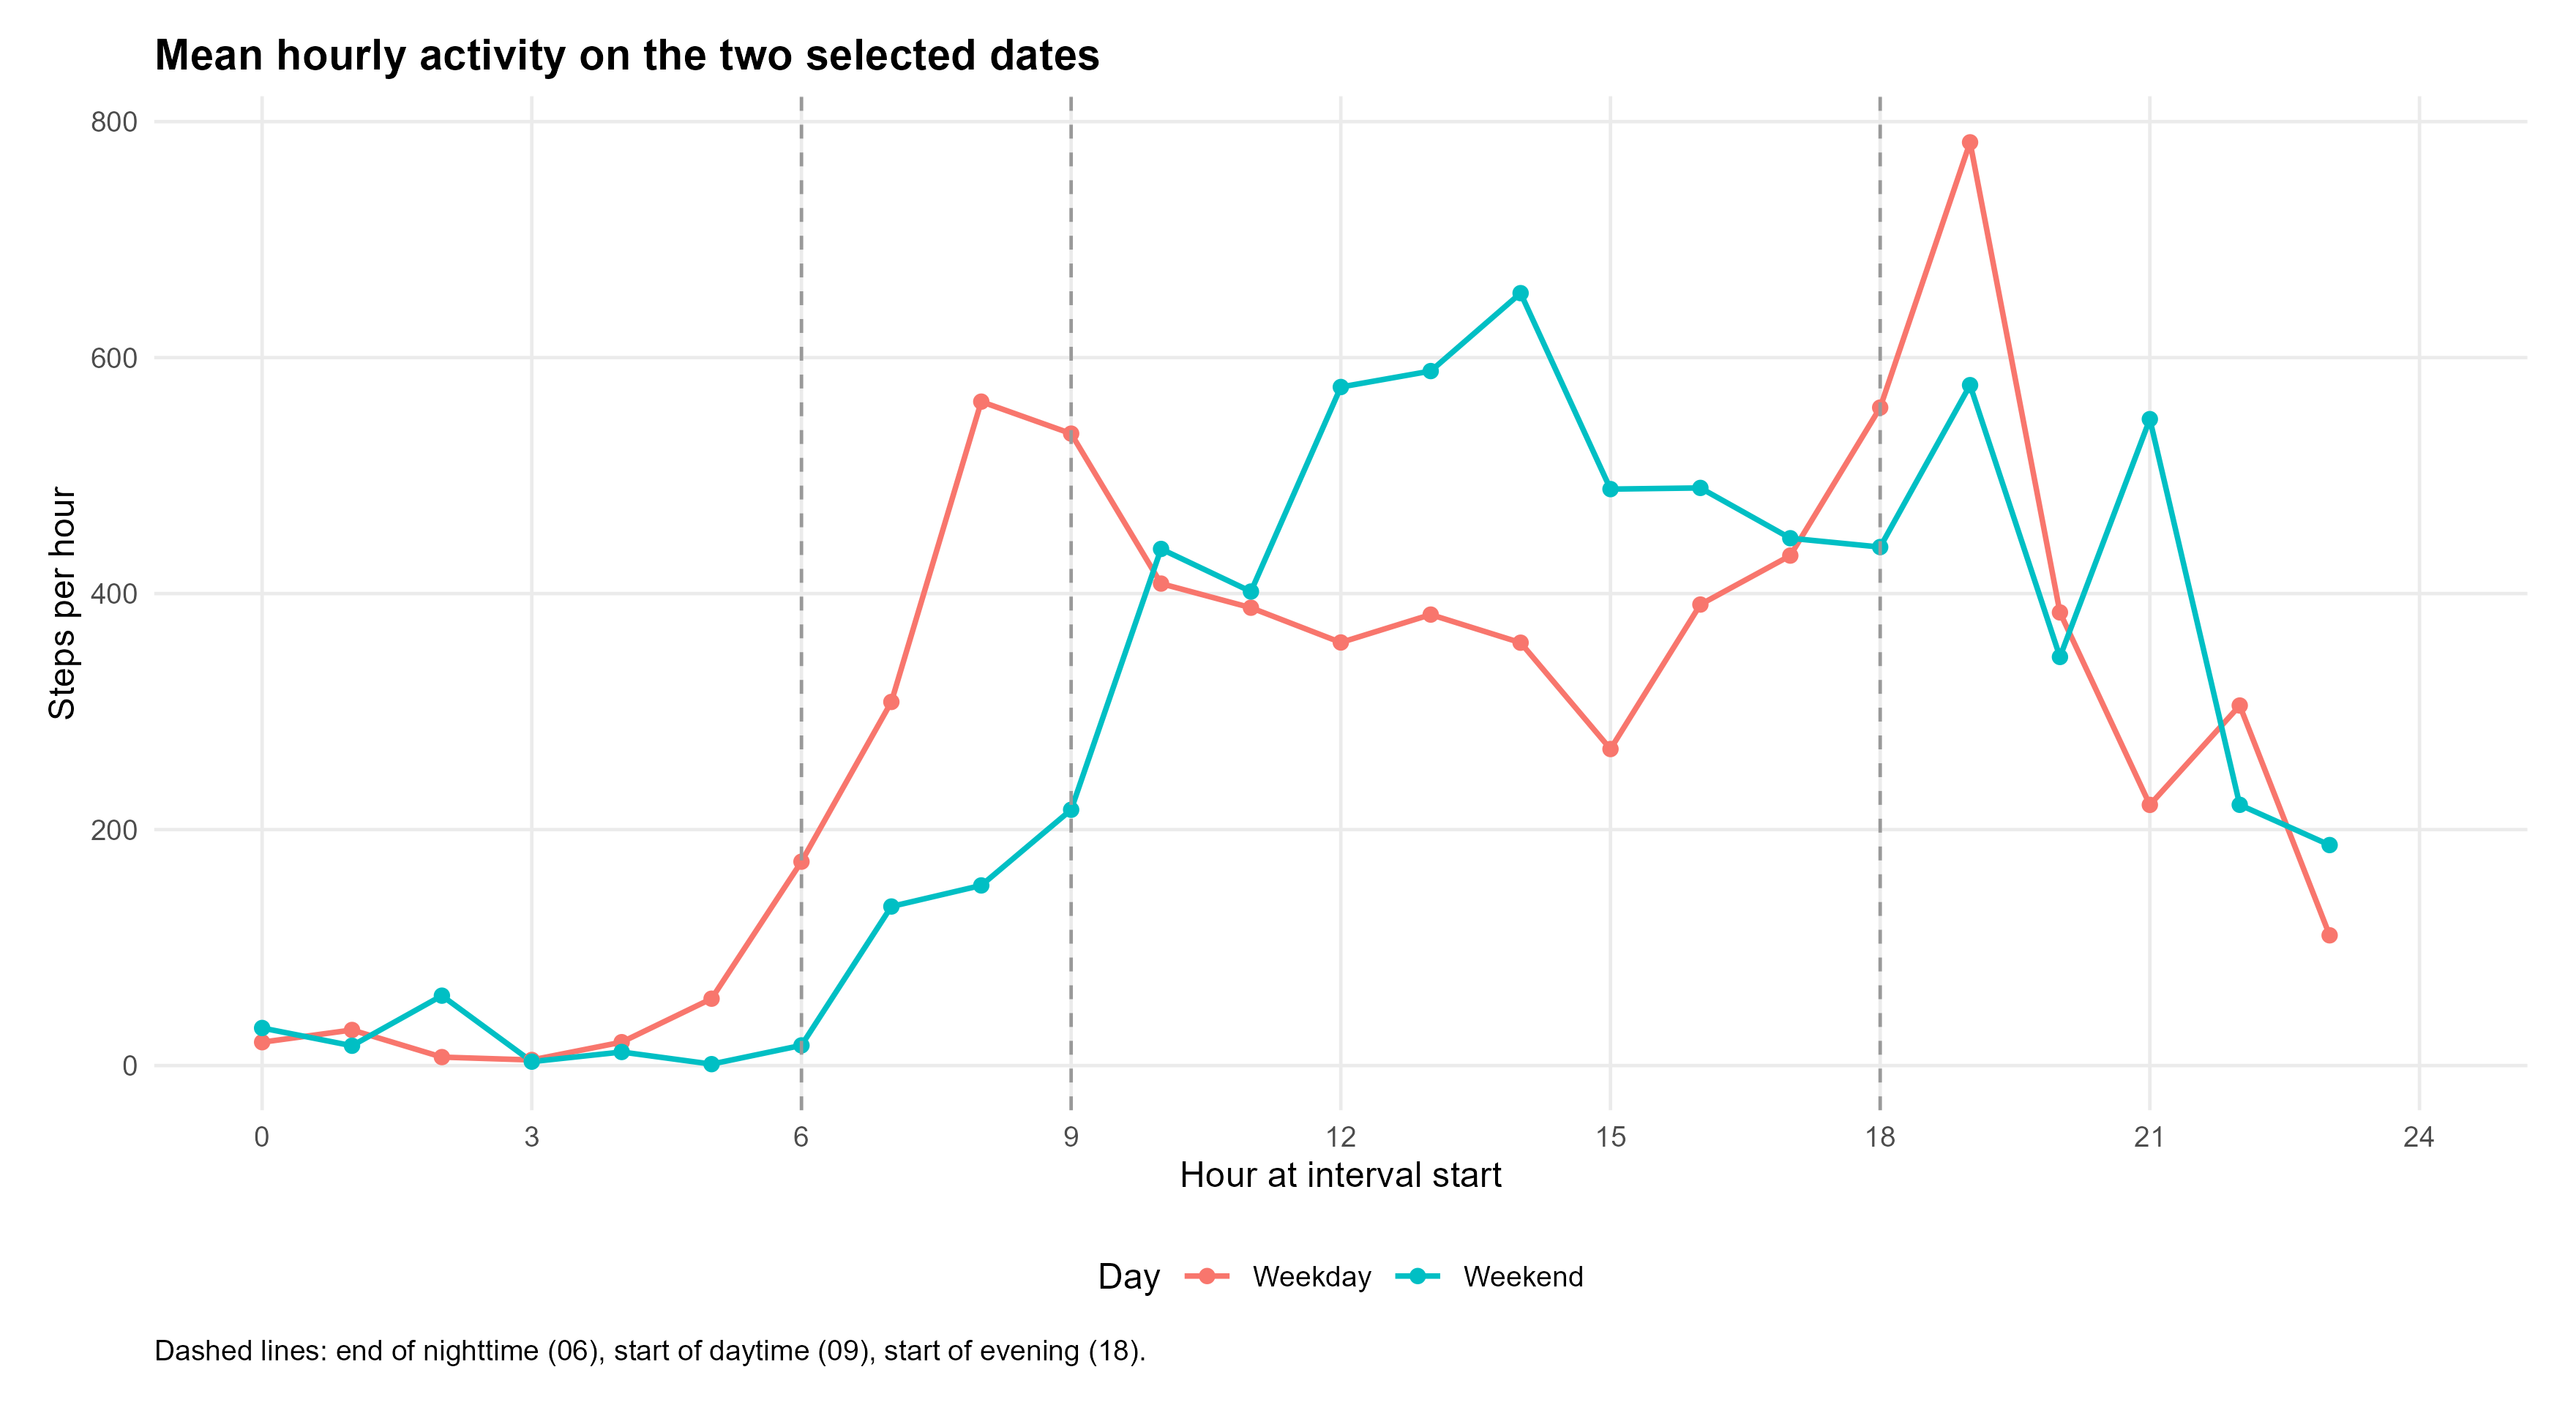 Mean hourly activity on the two selected dates
800
600
400
200
0
Steps per hour
0 3 6 9 12 15 18 21 24
Hour at interval start
Day Weekday Weekend
Dashed lines: end of nighttime (06), start of daytime (09), start of evening (18).